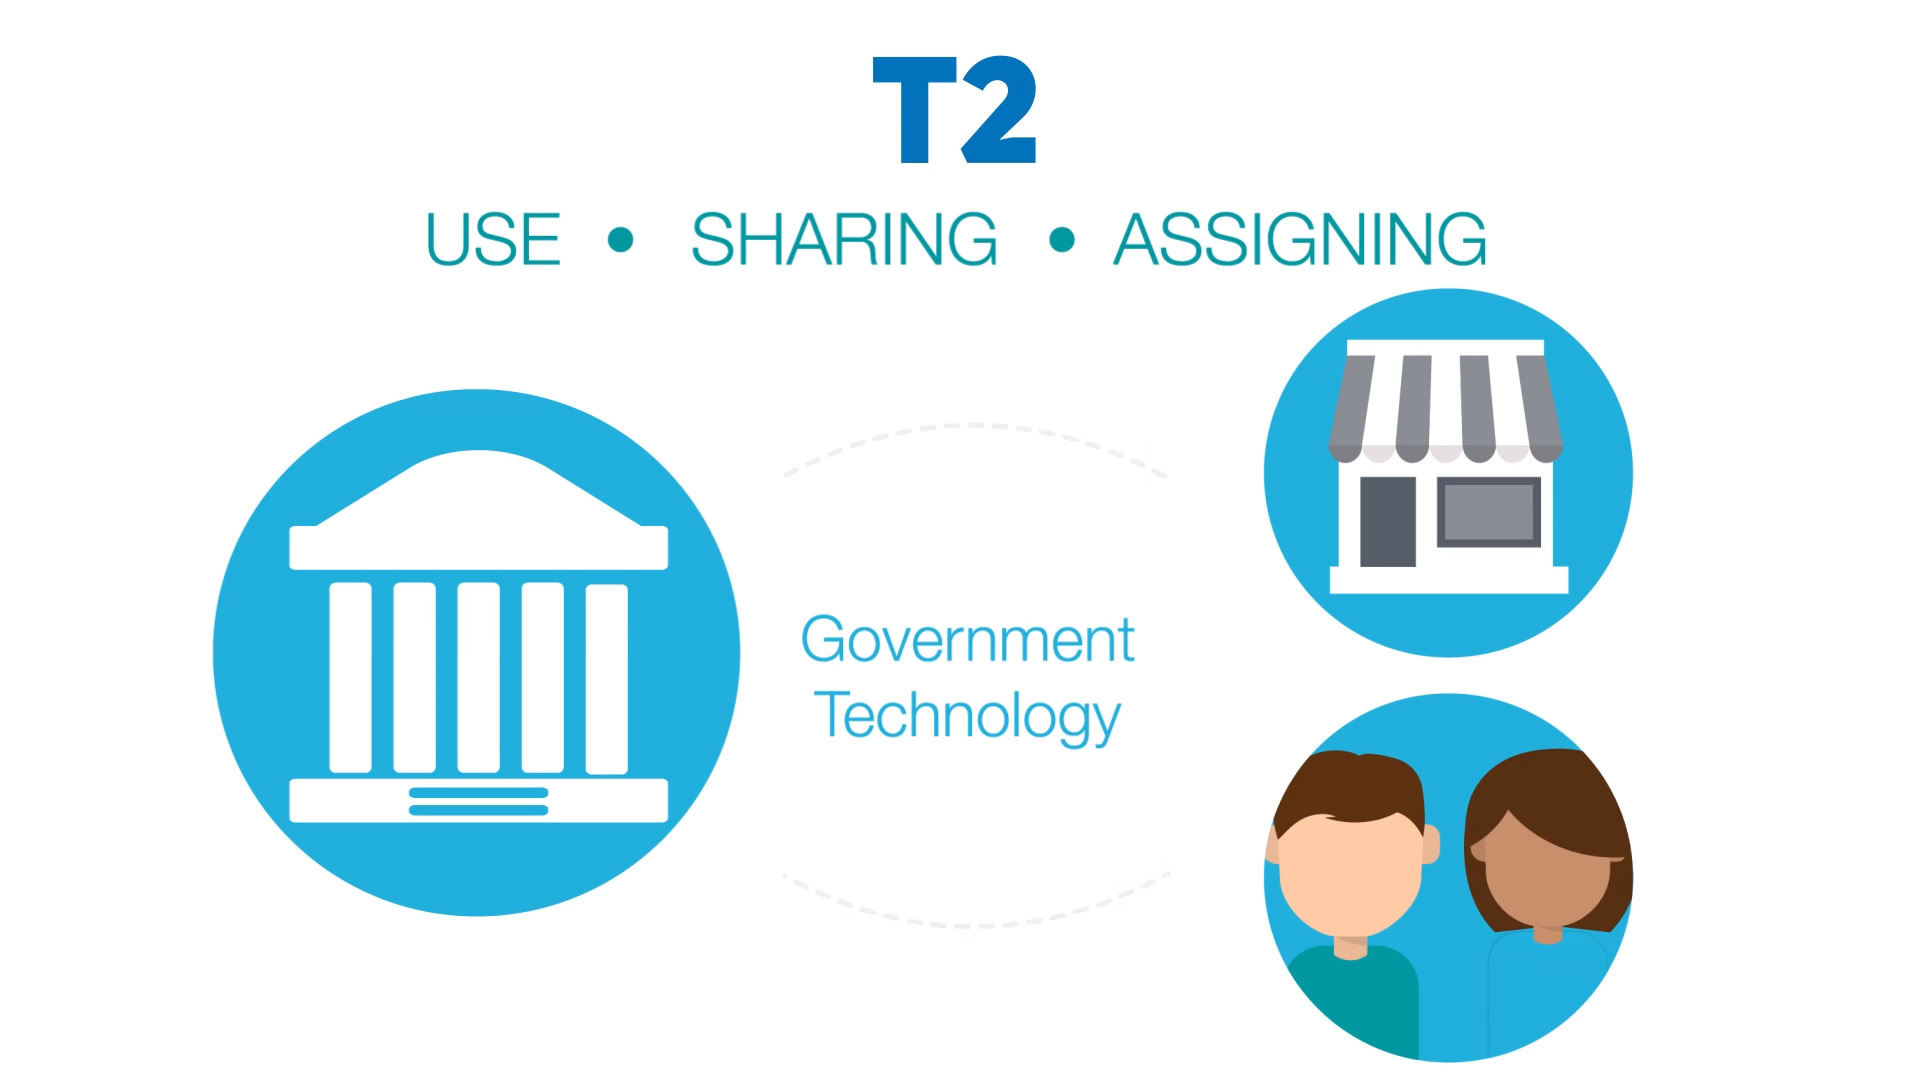 T2
USE • SHARING • ASSIGNING
Government
Technology